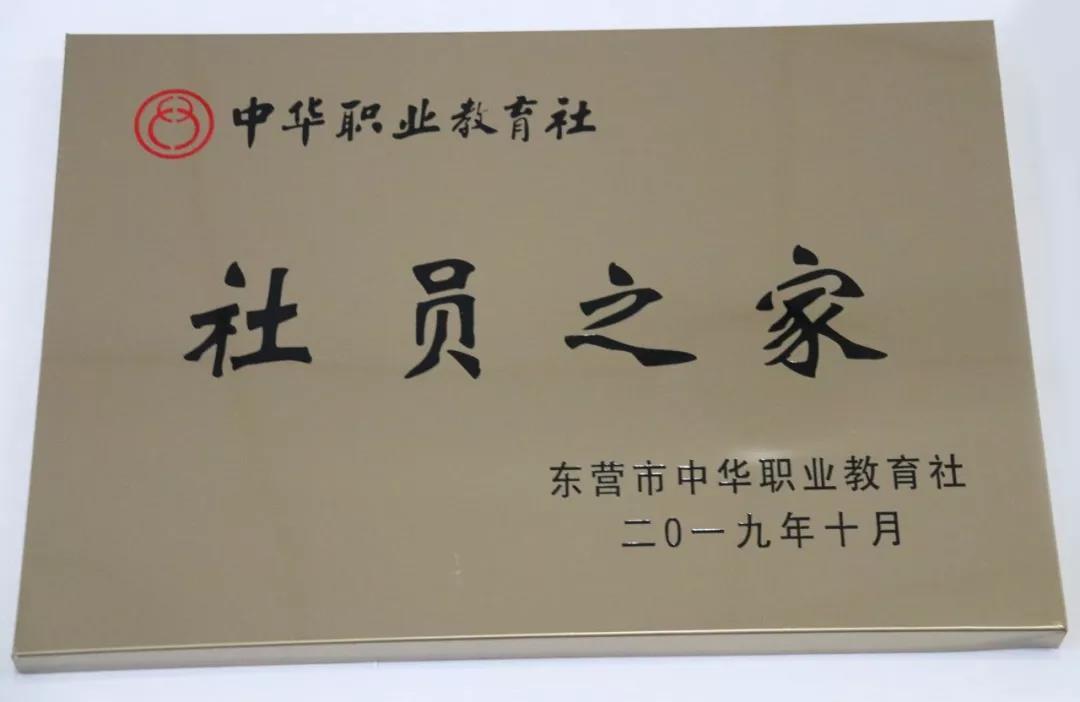 中华职业教育社
社员之家
东营市中华职业教育社
二0一九年十月